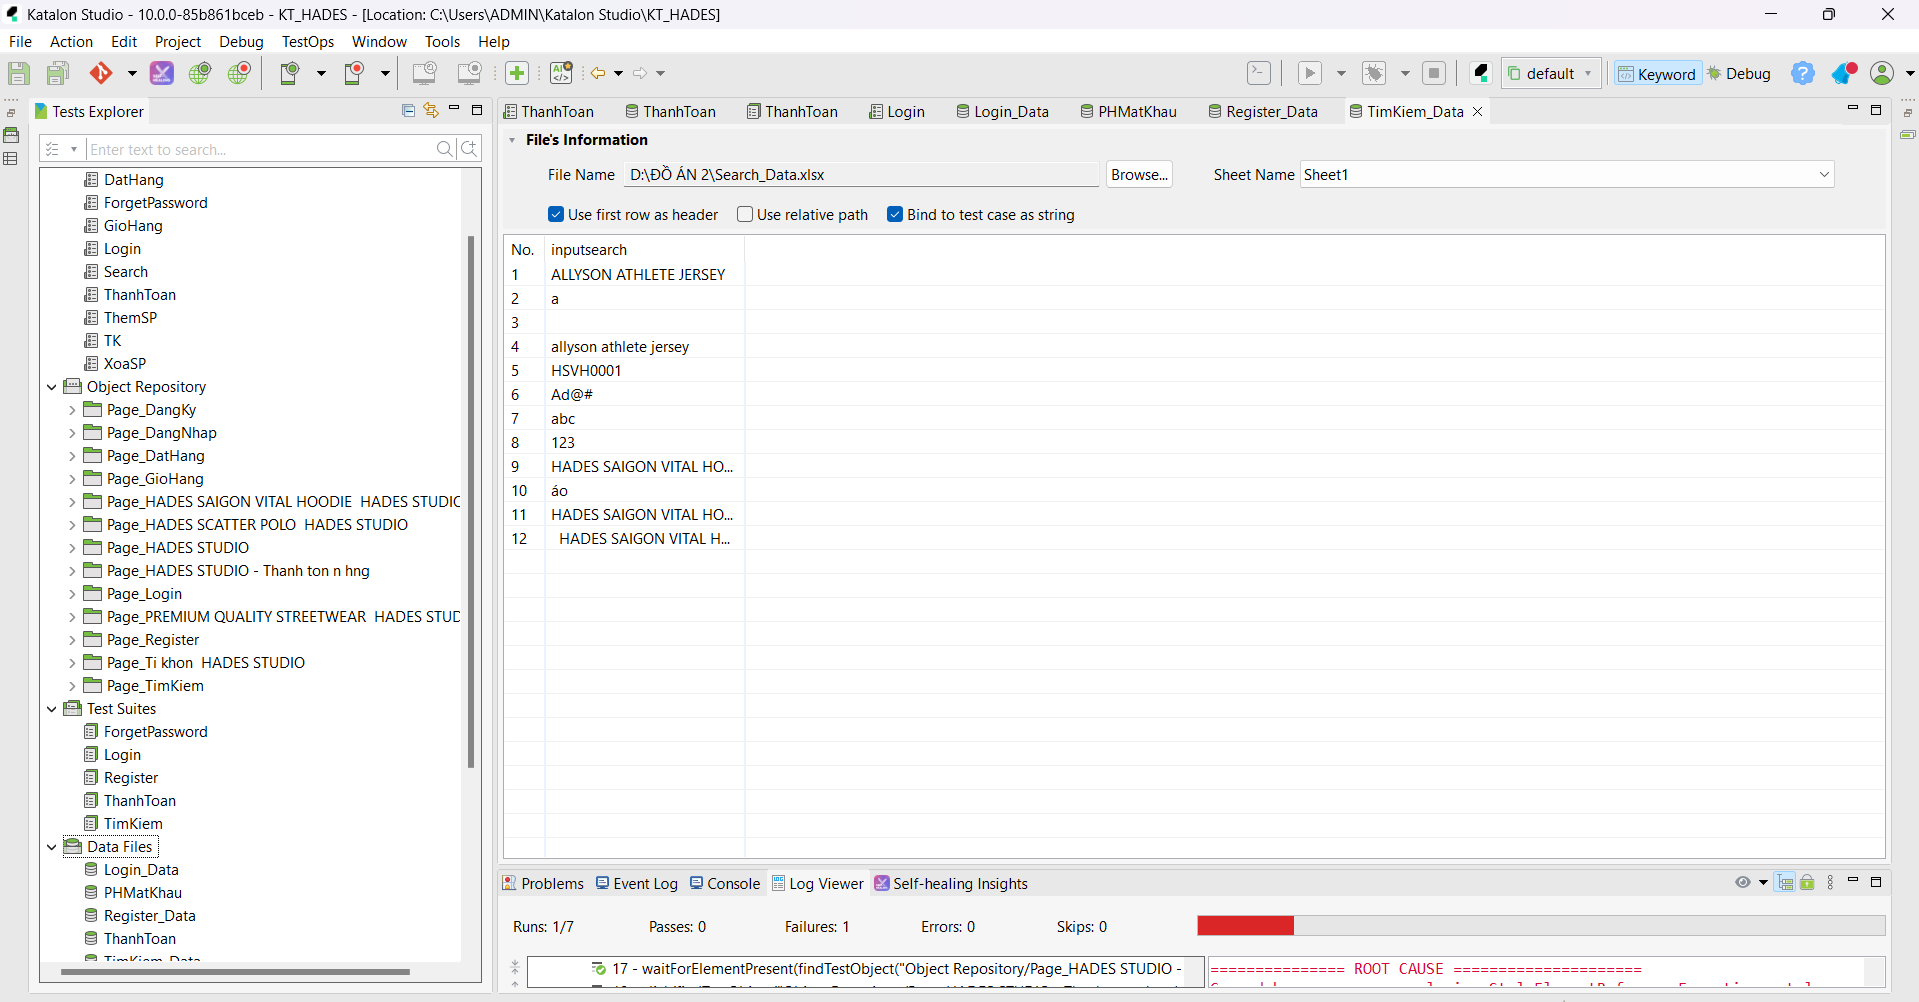 Katalon Studio - 10.0.0-85b861bceb - KT_HADES - [Location: C:\Users\ADMIN\Katalon Studio\KT_HADES]
File Action Edit Project Debug TestOps Window Tools Help
default Keyword Debug
Tests Explorer
Enter text to search...
DatHang
ForgetPassword
GioHang
Login
Search
ThanhToan
ThemSP
TK
XoaSP
Object Repository
Page_DangKy
Page_DangNhap
Page_DatHang
Page_GioHang
Page_HADES SAIGON VITAL HOODIE HADES STUDIO
Page_HADES SCATTER POLO HADES STUDIO
Page_HADES STUDIO
Page_HADES STUDIO - Thanh ton n hng
Page_Login
Page_PREMIUM QUALITY STREETWEAR HADES STUD
Page_Register
Page_Ti khon HADES STUDIO
Page_TimKiem
Test Suites
ForgetPassword
Login
Register
ThanhToan
TimKiem
Data Files
Login_Data
PHMatKhau
Register_Data
ThanhToan
TimKiem_Data
ThanhToan ThanhToan ThanhToan Login Login_Data PHMatKhau Register_Data TimKiem_Data
File's Information
File Name D:\ĐỒ ÁN 2\Search_Data.xlsx Browse... Sheet Name Sheet1
Use first row as header Use relative path Bind to test case as string
No. inputsearch
1 ALLYSON ATHLETE JERSEY
2 a
3
4 allyson athlete jersey
5 HSVH0001
6 Ad@#
7 abc
8 123
9 HADES SAIGON VITAL HO...
10 áo
11 HADES SAIGON VITAL HO...
12 HADES SAIGON VITAL H...
Problems Event Log Console Log Viewer Self-healing Insights
Runs: 1/7 Passes: 0 Failures: 1 Errors: 0 Skips: 0
17 - waitForElementPresent(findTestObject("Object Repository/Page_HADES STUDIO -
=============== ROOT CAUSE =====================